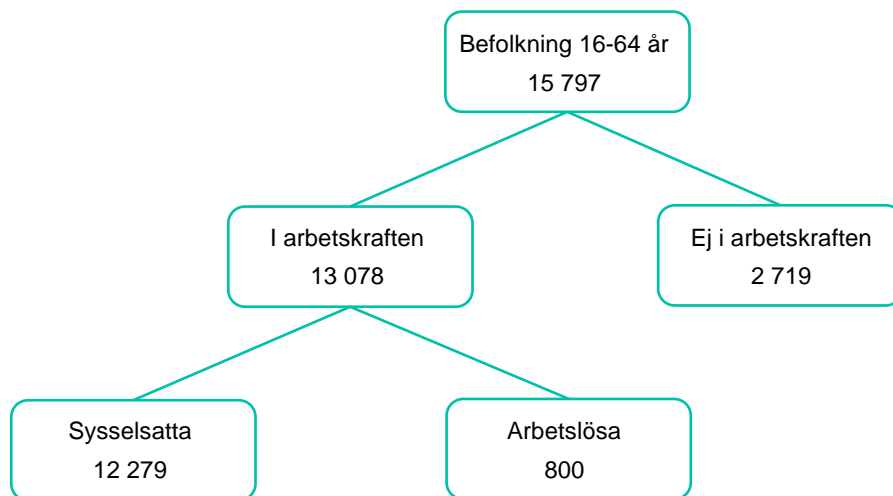 Befolkning 16-64 år
15 797
I arbetskraften
13 078
Ej i arbetskraften
2 719
Sysselsatta
12 279
Arbetslösa
800